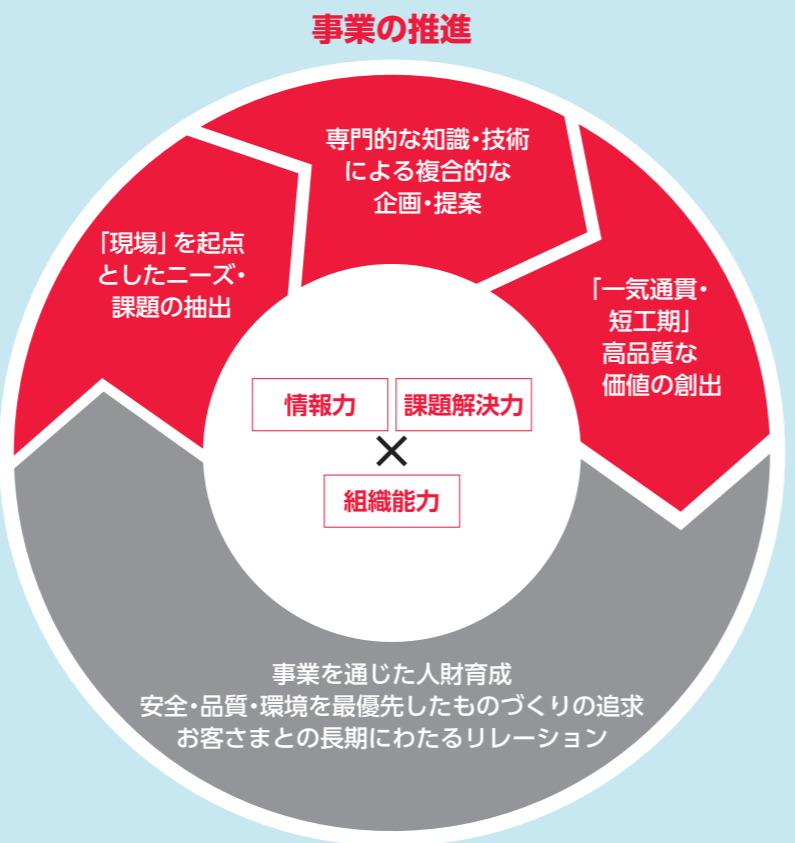 事業の推進
「現場」を起点
としたニーズ・
課題の抽出
専門的な知識・技術
による複合的な
企画・提案
「一気通貫・
短工期」
高品質な
価値の創出
情報力
課題解決力
×
組織能力
事業を通じた人財育成
安全・品質・環境を最優先したものづくりの追求
お客さまとの長期にわたるリレーション